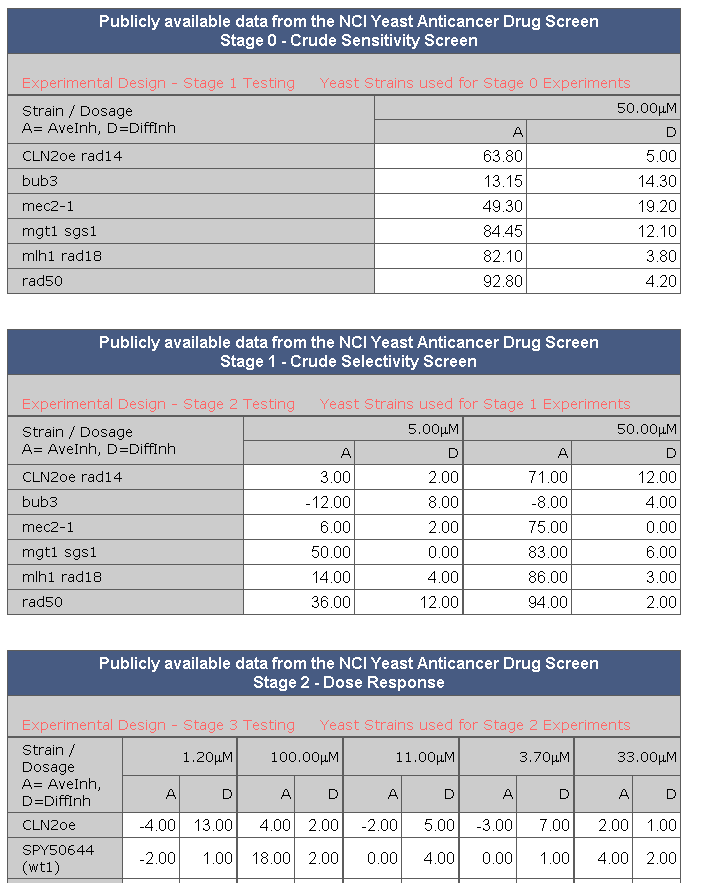 Publicly available data from the NCI Yeast Anticancer Drug Screen
Stage 0 - Crude Sensitivity Screen
Experimental Design - Stage 1 Testing Yeast Strains used for Stage 0 Experiments
Strain / Dosage
A= AveInh, D=DiffInh
50.00µM
A D
CLN2oe rad14 63.80 5.00
bub3 13.15 14.30
mec2-1 49.30 19.20
mgt1 sgs1 84.45 12.10
mlh1 rad18 82.10 3.80
rad50 92.80 4.20
Publicly available data from the NCI Yeast Anticancer Drug Screen
Stage 1 - Crude Selectivity Screen
Experimental Design - Stage 2 Testing Yeast Strains used for Stage 1 Experiments
Strain / Dosage
A= AveInh, D=DiffInh
5.00µM 50.00µM
A D A D
CLN2oe rad14 3.00 2.00 71.00 12.00
bub3 -12.00 8.00 -8.00 4.00
mec2-1 6.00 2.00 75.00 0.00
mgt1 sgs1 50.00 0.00 83.00 6.00
mlh1 rad18 14.00 4.00 86.00 3.00
rad50 36.00 12.00 94.00 2.00
Publicly available data from the NCI Yeast Anticancer Drug Screen
Stage 2 - Dose Response
Experimental Design - Stage 3 Testing Yeast Strains used for Stage 2 Experiments
Strain /
Dosage
A= AveInh,
D=DiffInh
1.20µM 100.00µM 11.00µM 3.70µM 33.00µM
A D A D A D A D A D
CLN2oe -4.00 13.00 4.00 2.00 -2.00 5.00 -3.00 7.00 2.00 1.00
SPY50644
(wt1) -2.00 1.00 18.00 2.00 0.00 4.00 0.00 1.00 4.00 2.00